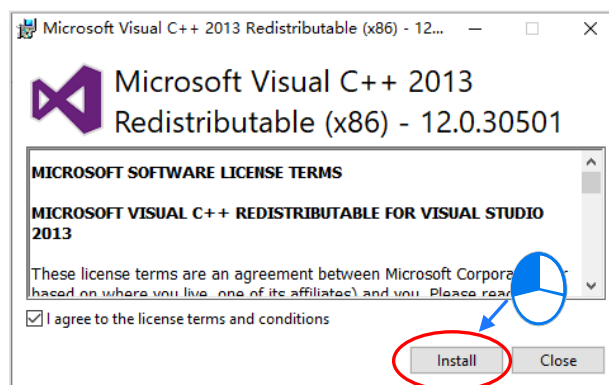 Microsoft Visual C++ 2013 Redistributable (x86) - 12...
Microsoft Visual C++ 2013
Redistributable (x86) - 12.0.30501
MICROSOFT SOFTWARE LICENSE TERMS
MICROSOFT VISUAL C++ REDISTRIBUTABLE FOR VISUAL STUDIO
2013
These license terms are an agreement between Microsoft
based on where you live, one of its affiliates) and you. Please
I agree to the license terms and conditions
Install
Close